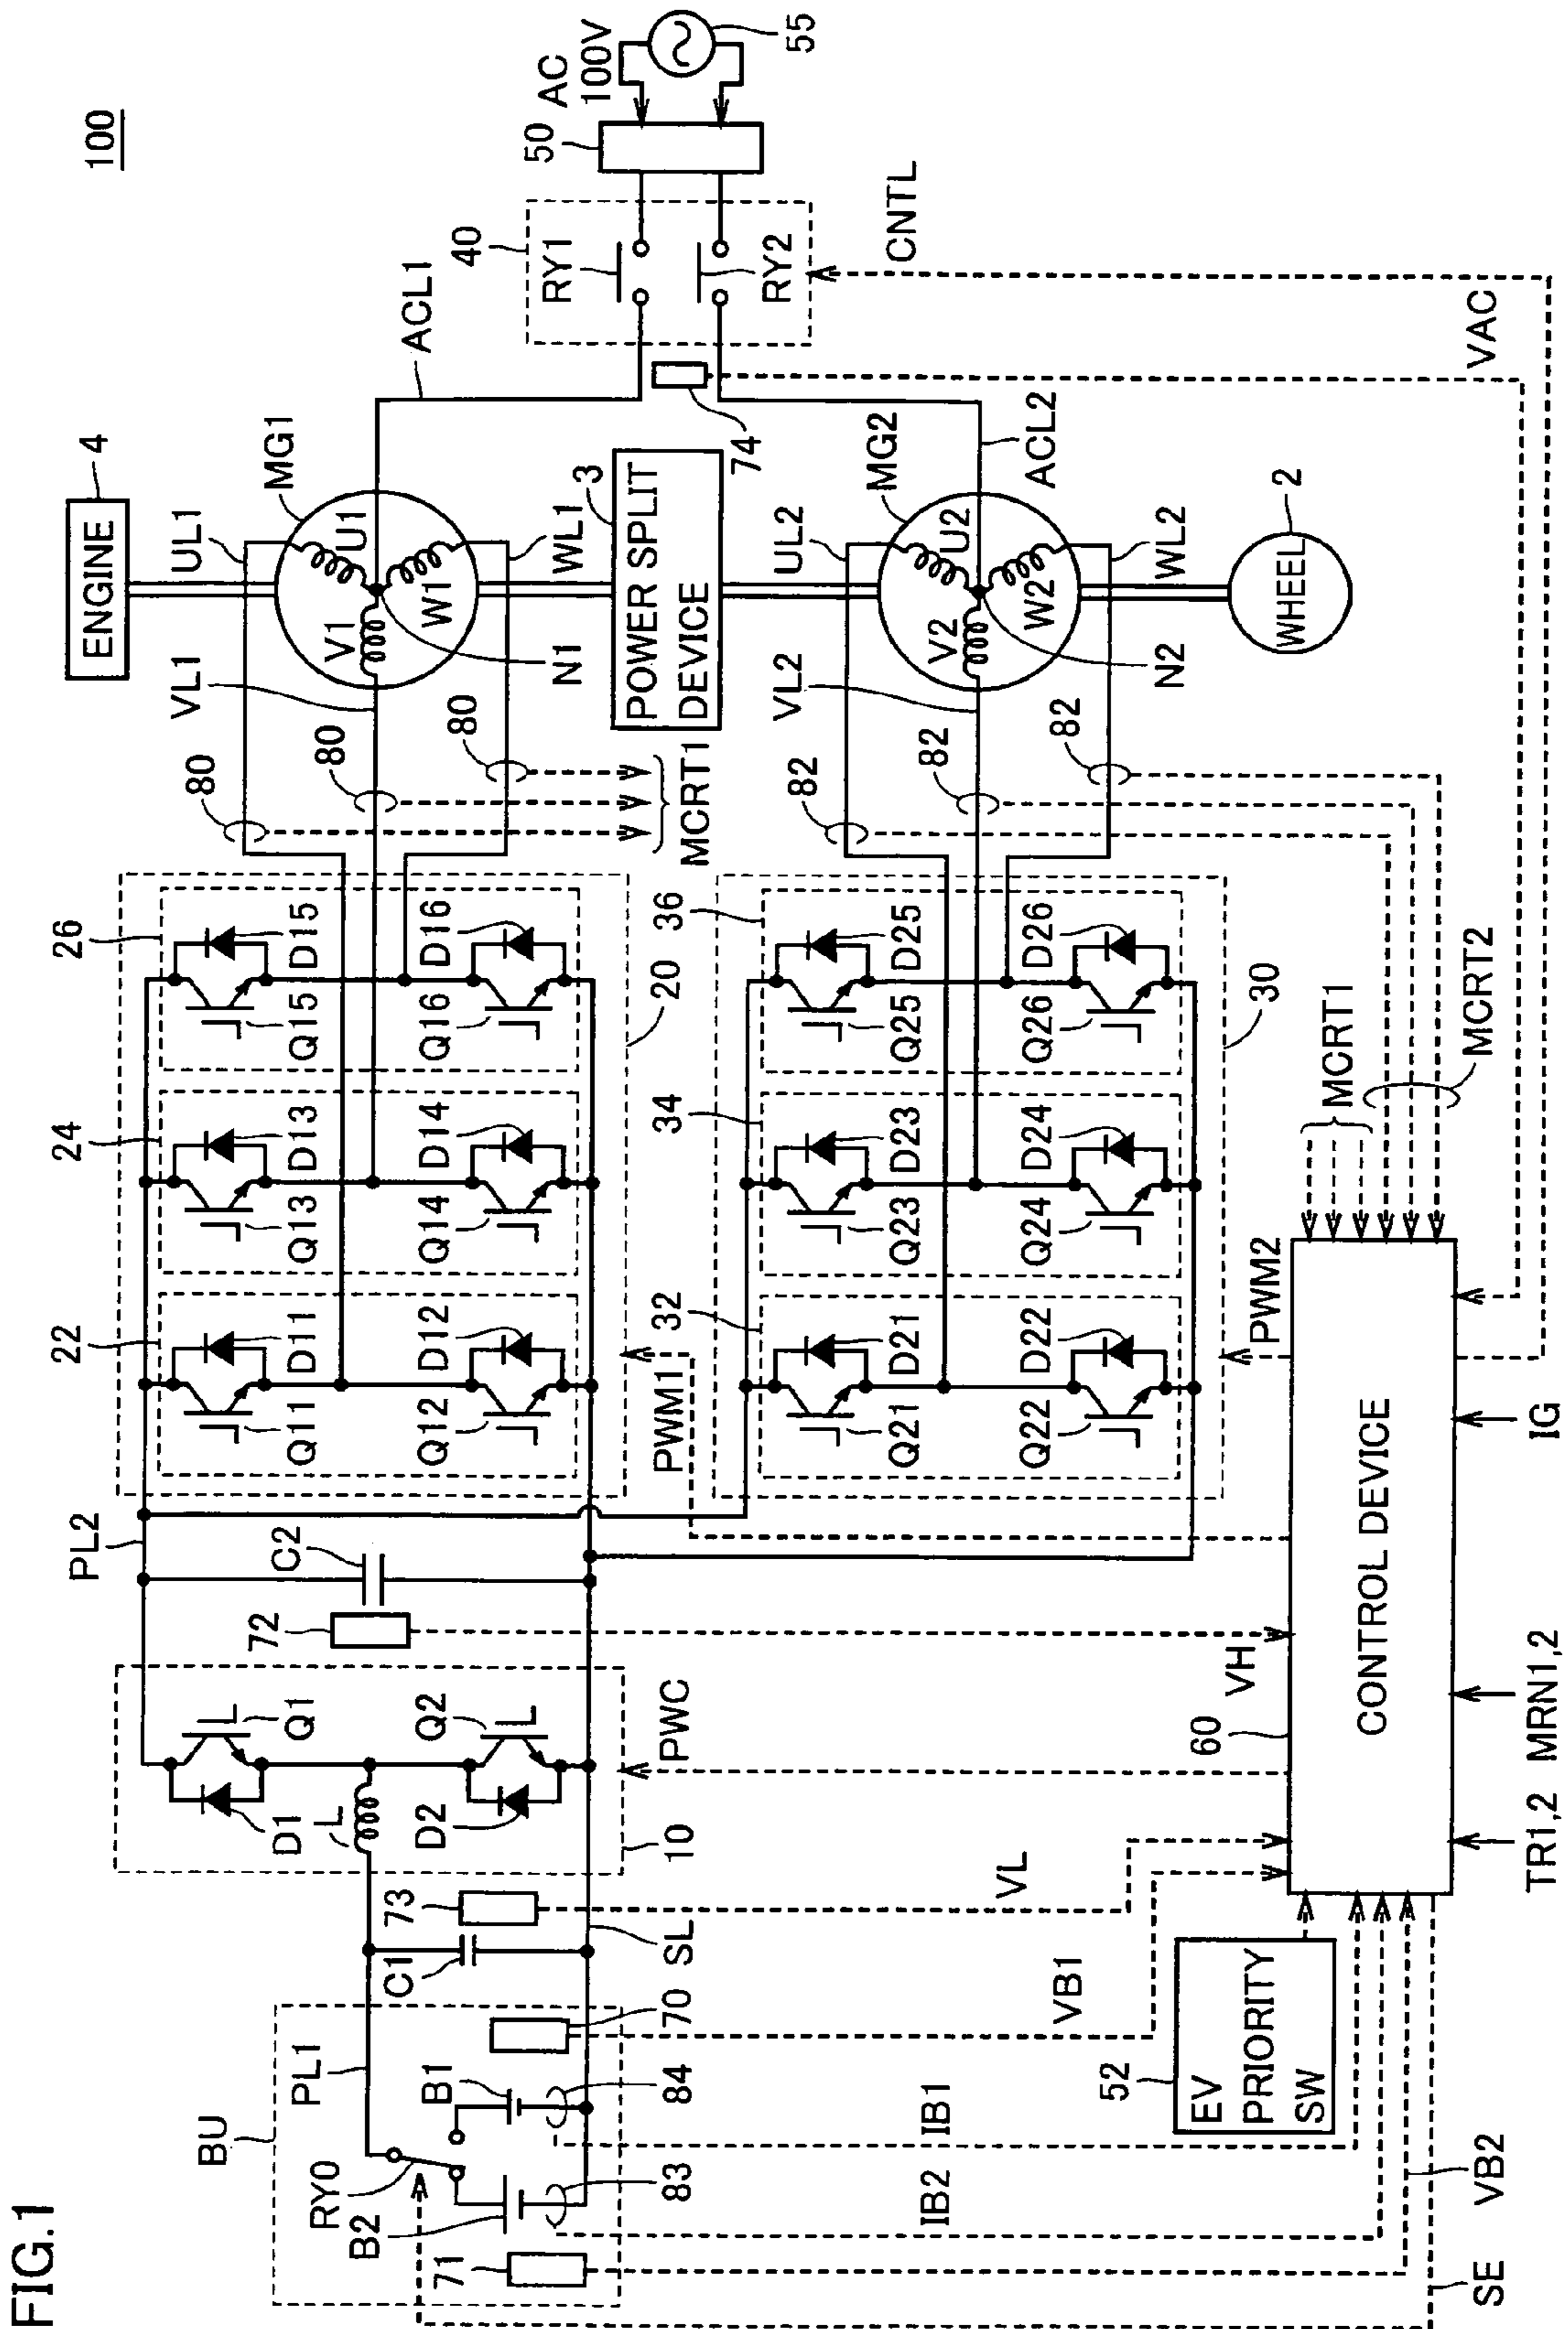 FIG.1
100
BU
PL1
RY0
B2
B1
71
83
84
70
IB2
IB1
VB1
C1
73
SL
VL
D1
L
Q1
D2
Q2
10
PWC
72
C2
PL2
VH
22
Q11
D11
Q12
D12
24
Q13
D13
Q14
D14
26
Q15
D15
Q16
D16
20
PWM1
32
Q21
D21
Q22
D22
34
Q23
D23
Q24
D24
36
Q25
D25
Q26
D26
30
PWM2
80
80
80
MCRT1
82
82
82
VL1
UL1
WL1
ENGINE
4
MG1
U1
V1
W1
N1
POWER SPLIT
DEVICE
3
VL2
UL2
WL2
MG2
U2
V2
W2
N2
WHEEL
2
ACL1
ACL2
74
40
RY1
RY2
50
AC
100V
55
CNTL
VAC
MCRT1
MCRT2
60
CONTROL DEVICE
52
EV
PRIORITY
SW
VB2
SE
TR1,2
MRN1,2
IG